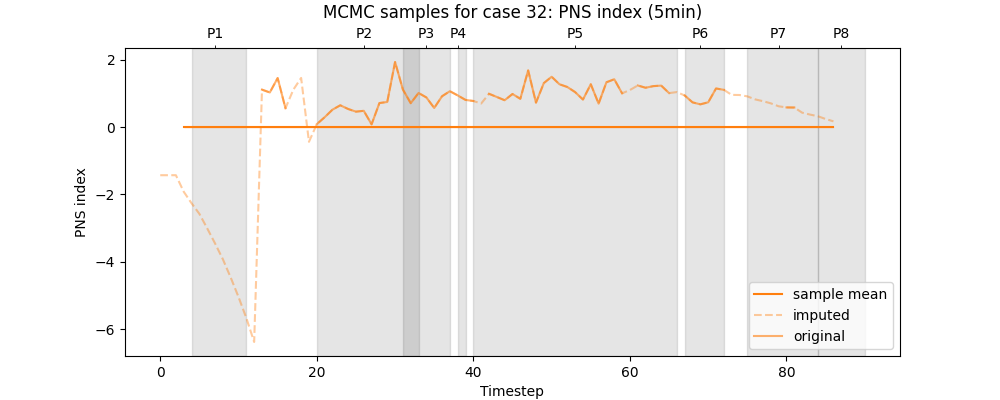 MCMC samples for case 32: PNS index (5min)
P1 P2 P3 P4 P5 P6 P7 P8
PNS index
2
0
−2
−4
−6
sample mean
imputed
original
0 20 40 60 80
Timestep